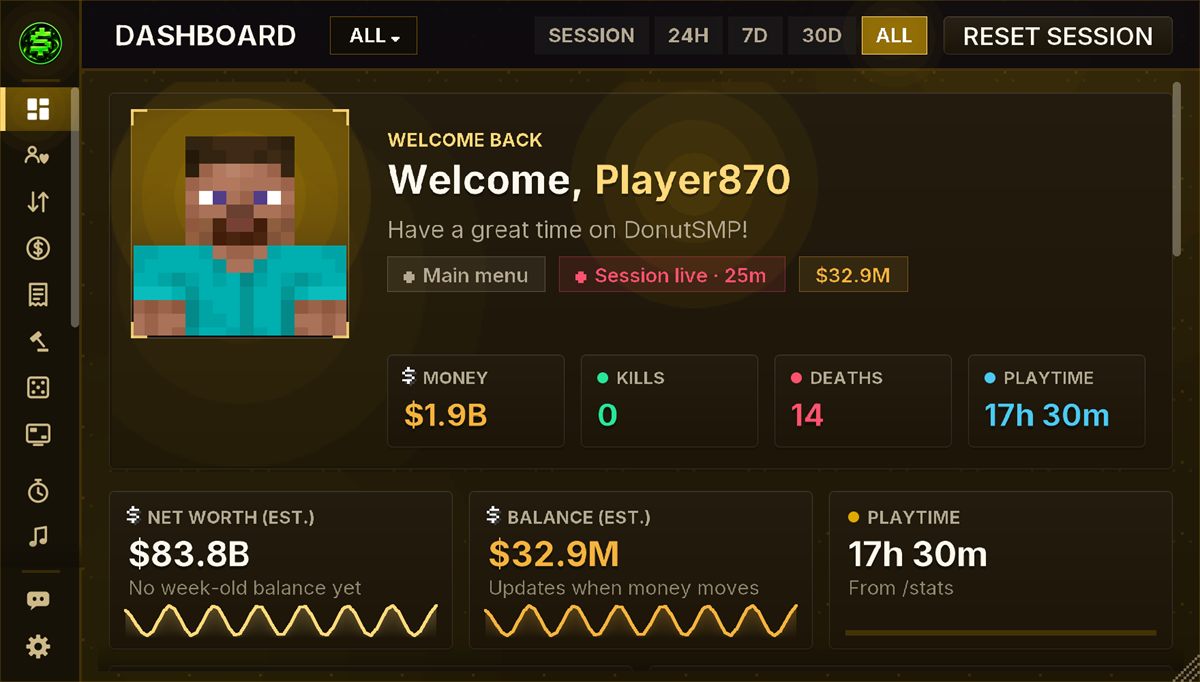 DASHBOARD
ALL
SESSION
24H
7D
30D
ALL
RESET SESSION
WELCOME BACK
Welcome, Player870
Have a great time on DonutSMP!
Main menu
Session live · 25m
$32.9M
MONEY
$1.9B
KILLS
0
DEATHS
14
PLAYTIME
17h 30m
NET WORTH (EST.)
$83.8B
No week-old balance yet
BALANCE (EST.)
$32.9M
Updates when money moves
PLAYTIME
17h 30m
From /stats